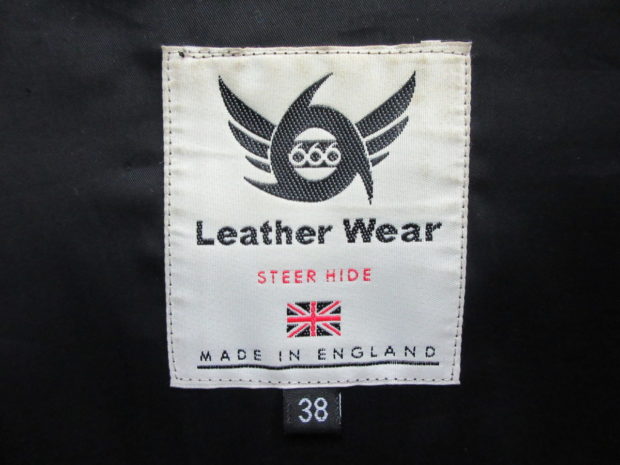 666
Leather Wear
STEER HIDE
MADE IN ENGLAND
38